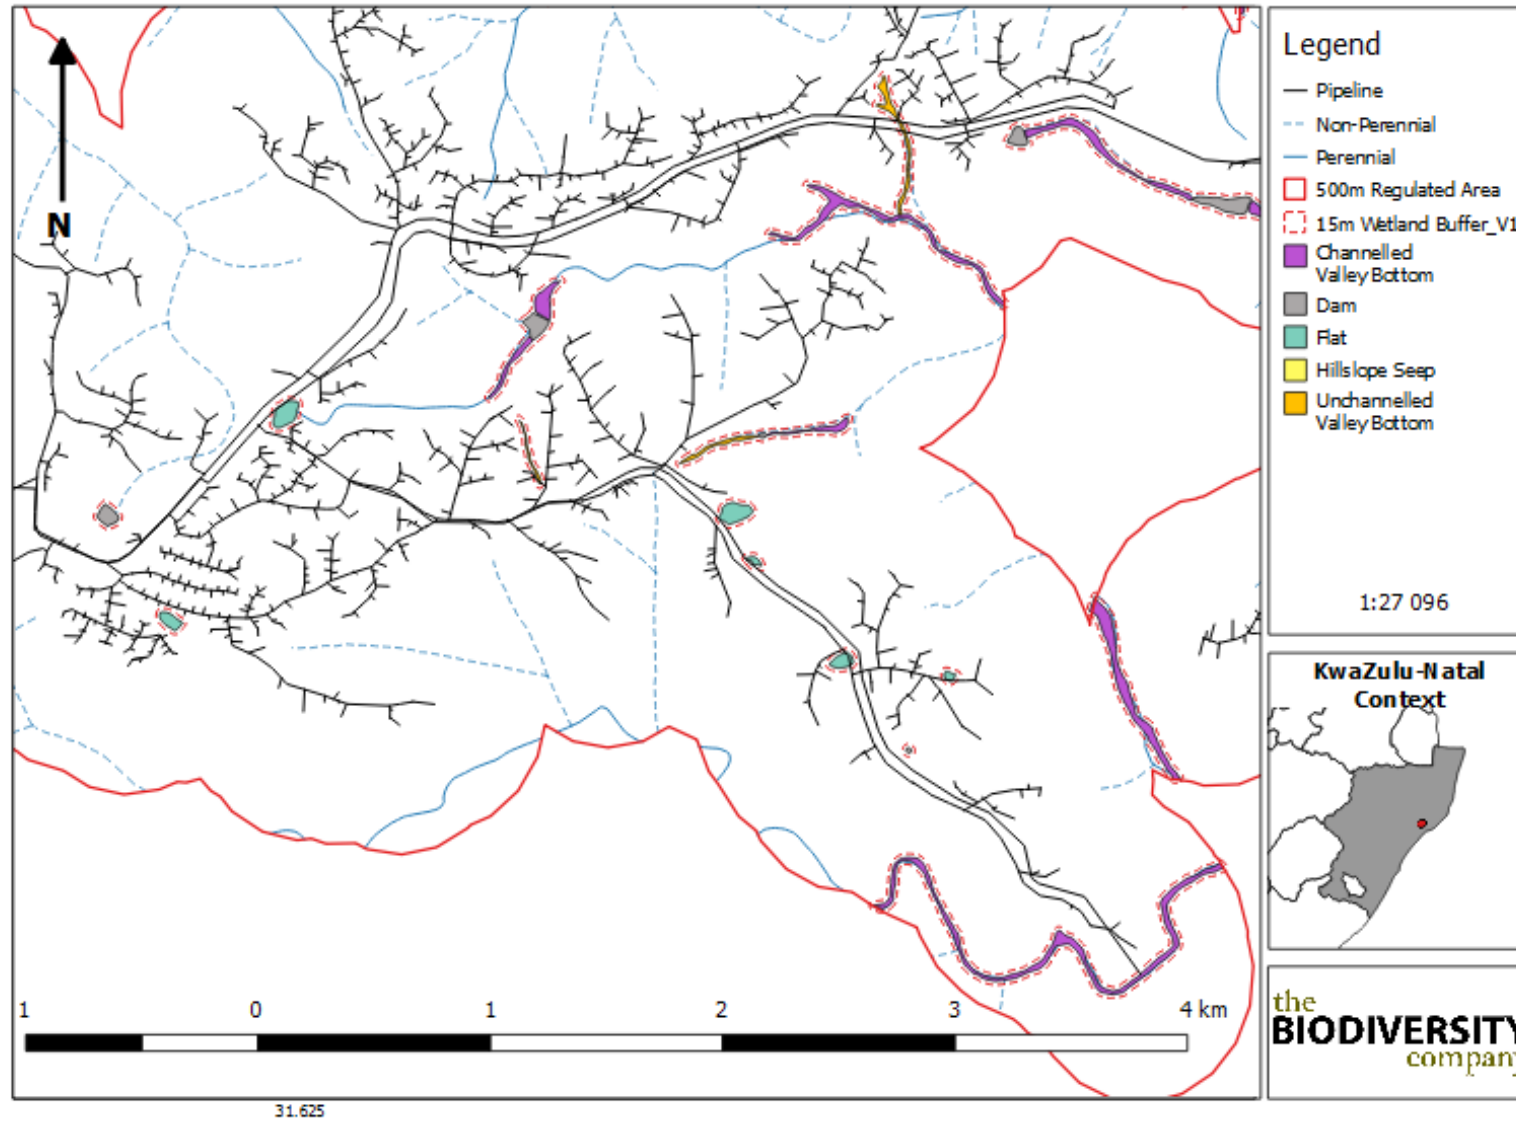 Legend
Pipeline
Non-Perennial
Perennial
500m Regulated Area
15m Wetland Buffer_V1
Channelled
Valley Bottom
Dam
Flat
Hillslope Seep
Unchannelled
Valley Bottom
1:27 096
KwaZulu-Natal
Context
the
BIODIVERSITY
company
N
1 0 1 2 3 4 km
31.625